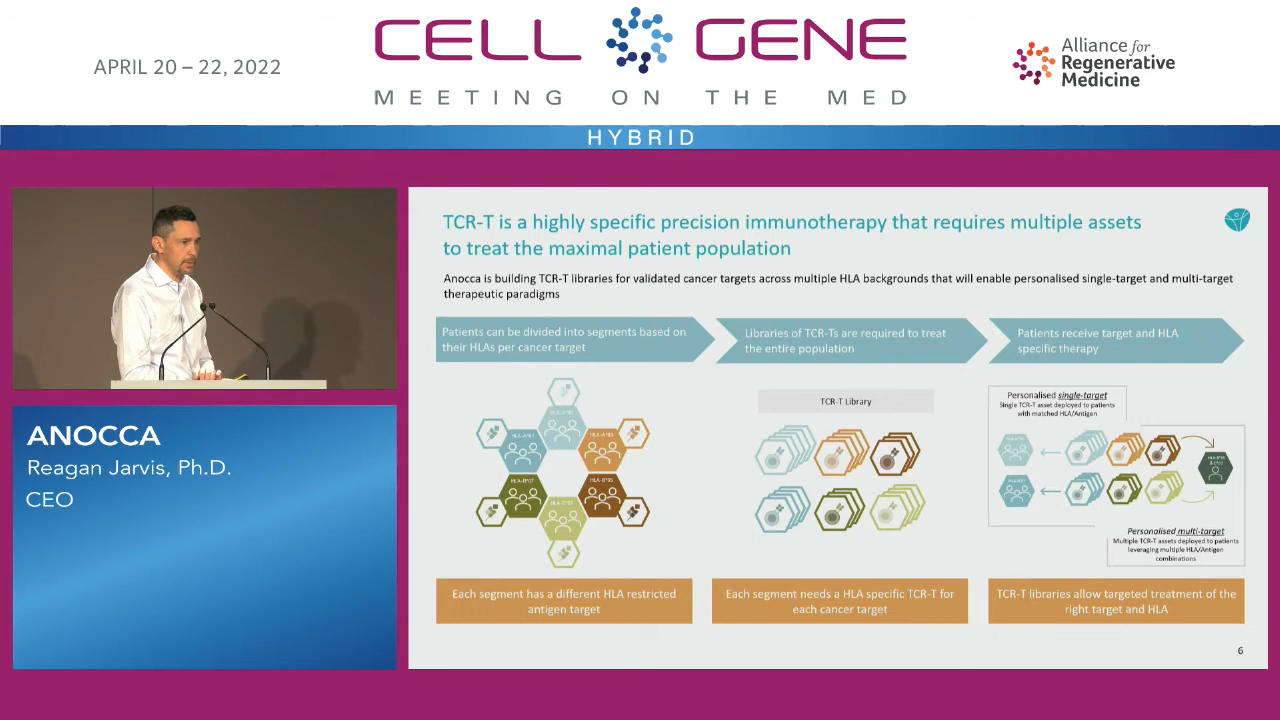 APRIL 20 – 22, 2022
CELL GENE
MEETING ON THE MED
Alliance for
Regenerative
Medicine
HYBRID
ANOCCA
Reagan Jarvis, Ph.D.
CEO
TCR-T is a highly specific precision immunotherapy that requires multiple assets
to treat the maximal patient population
Anocca is building TCR-T libraries for validated cancer targets across multiple HLA backgrounds that will enable personalised single-target and multi-target
therapeutic paradigms
Patients can be divided into segments based on
their HLAs per cancer target
Libraries of TCR-Ts are required to treat
the entire population
Patients receive target and HLA
specific therapy
TCR-T Library
Personalised single-target
Single TCR-T asset deployed to patients
with matched HLA/Antigen
Personalised multi-target
Multiple TCR-T assets deployed to patients
leveraging multiple HLA/Antigen
combinations
Each segment has a different HLA restricted
antigen target
Each segment needs a HLA specific TCR-T for
each cancer target
TCR-T libraries allow targeted treatment of the
right target and HLA
6